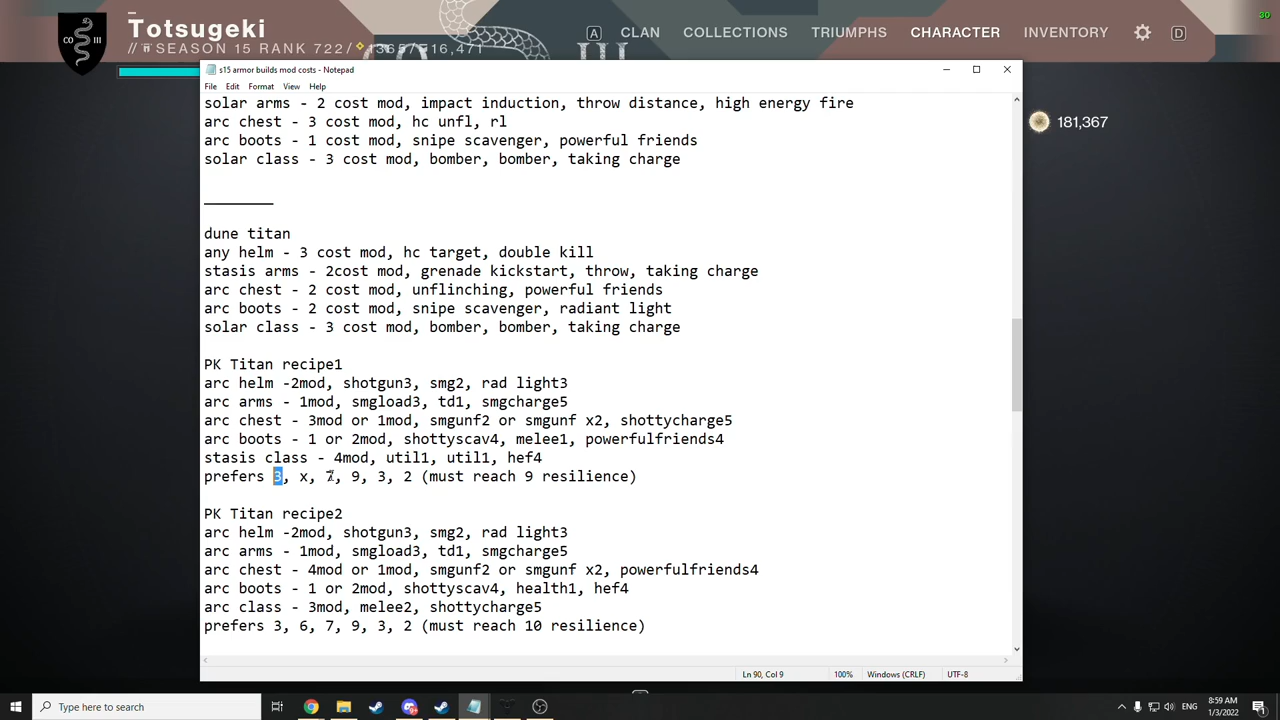 30
Totsugeki
// SEASON 15 RANK 722/ 1365/16,471
CO III
A CLAN COLLECTIONS TRIUMPHS CHARACTER INVENTORY D
181,367
s15 armor builds mod costs - Notepad
File Edit Format View Help
solar arms - 2 cost mod, impact induction, throw distance, high energy fire
arc chest - 3 cost mod, hc unfl, rl
arc boots - 1 cost mod, snipe scavenger, powerful friends
solar class - 3 cost mod, bomber, bomber, taking charge
________
dune titan
any helm - 3 cost mod, hc target, double kill
stasis arms - 2cost mod, grenade kickstart, throw, taking charge
arc chest - 2 cost mod, unflinching, powerful friends
arc boots - 2 cost mod, snipe scavenger, radiant light
solar class - 3 cost mod, bomber, bomber, taking charge
PK Titan recipe1
arc helm -2mod, shotgun3, smg2, rad light3
arc arms - 1mod, smgload3, td1, smgcharge5
arc chest - 3mod or 1mod, smgunf2 or smgunf x2, shottycharge5
arc boots - 1 or 2mod, shottyscav4, melee1, powerfulfriends4
stasis class - 4mod, util1, util1, hef4
prefers 3, x, 7, 9, 3, 2 (must reach 9 resilience)
PK Titan recipe2
arc helm -2mod, shotgun3, smg2, rad light3
arc arms - 1mod, smgload3, td1, smgcharge5
arc chest - 4mod or 1mod, smgunf2 or smgunf x2, powerfulfriends4
arc boots - 1 or 2mod, shottyscav4, health1, hef4
arc class - 3mod, melee2, shottycharge5
prefers 3, 6, 7, 9, 3, 2 (must reach 10 resilience)
Ln 90, Col 9 100% Windows (CRLF) UTF-8
Type here to search
ENG
8:59 AM
1/3/2022